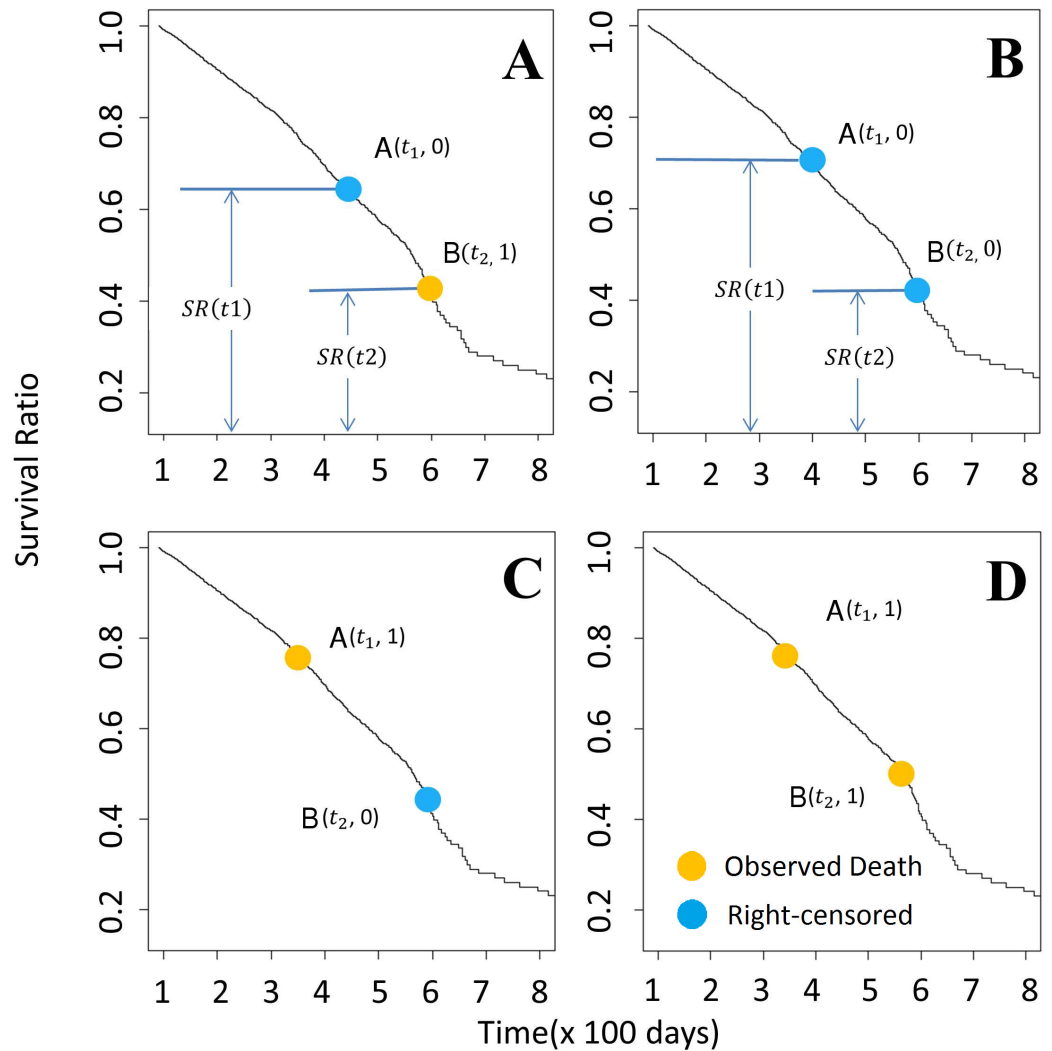 A
B
1.0
0.8
0.6
0.4
0.2
A(t₁, 0)
B(t₂, 1)
SR(t1)
SR(t2)
1 2 3 4 5 6 7 8
1.0
0.8
0.6
0.4
0.2
A(t₁, 0)
B(t₂, 0)
SR(t1)
SR(t2)
1 2 3 4 5 6 7 8
Survival Ratio
C
D
1.0
0.8
0.6
0.4
0.2
A(t₁, 1)
B(t₂, 0)
1 2 3 4 5 6 7 8
1.0
0.8
0.6
0.4
0.2
A(t₁, 1)
B(t₂, 1)
Observed Death
Right-censored
1 2 3 4 5 6 7 8
Time(x 100 days)